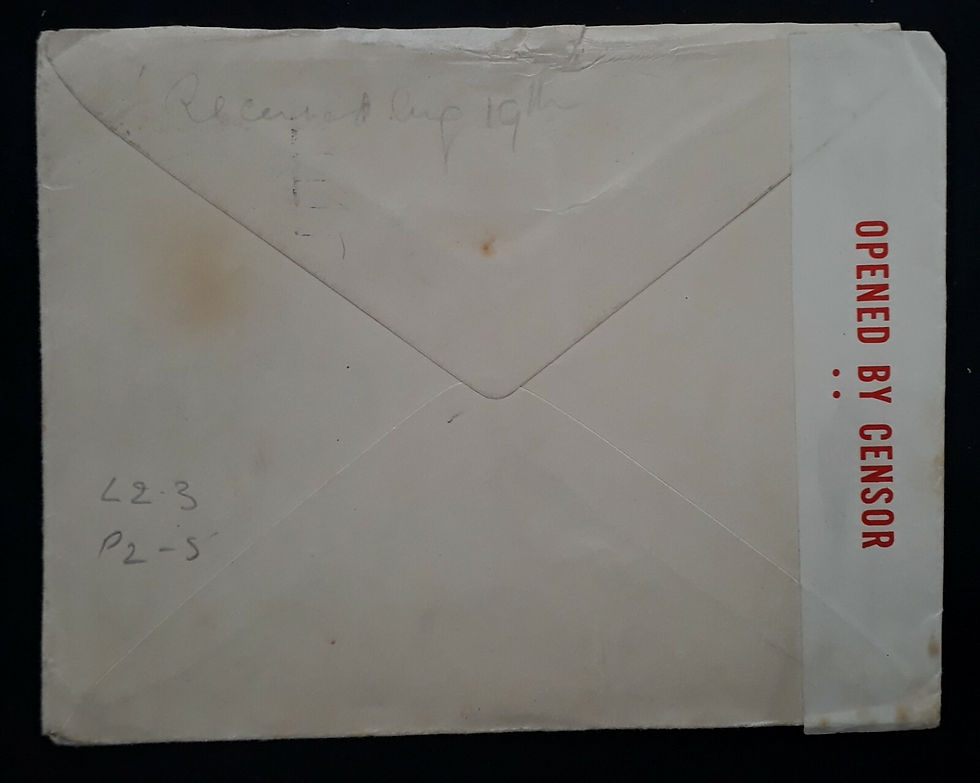 Received Aug 19th
OPENED BY CENSOR
L2.3
P2-5